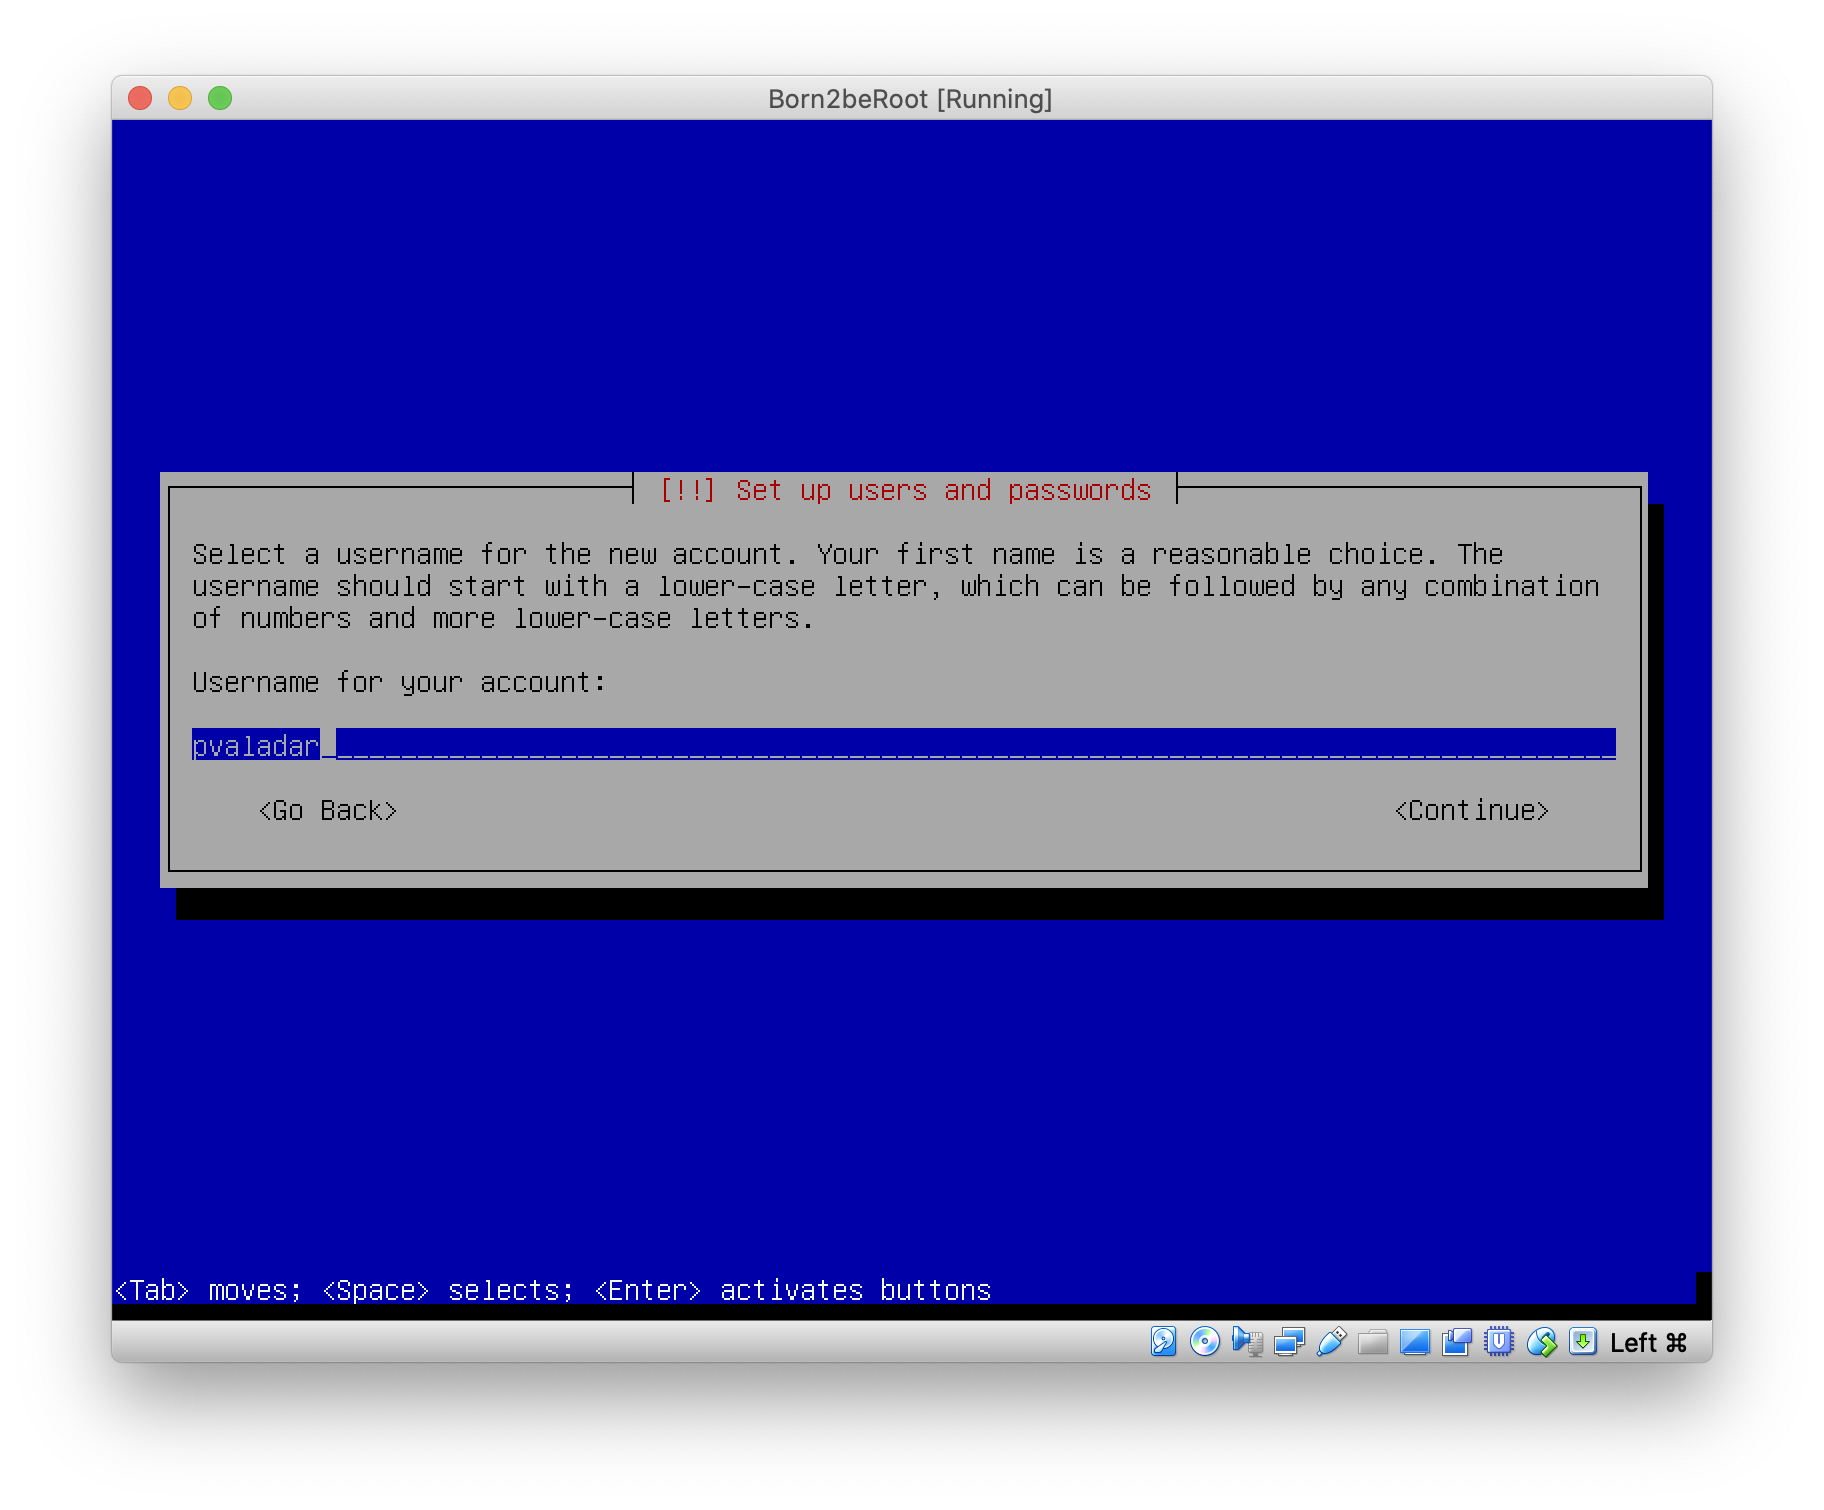 Born2beRoot [Running]
[!!] Set up users and passwords
Select a username for the new account. Your first name is a reasonable choice. The
username should start with a lower-case letter, which can be followed by any combination
of numbers and more lower-case letters.
Username for your account:
pvaladar
<Go Back> <Continue>
<Tab> moves; <Space> selects; <Enter> activates buttons
Left ⌘